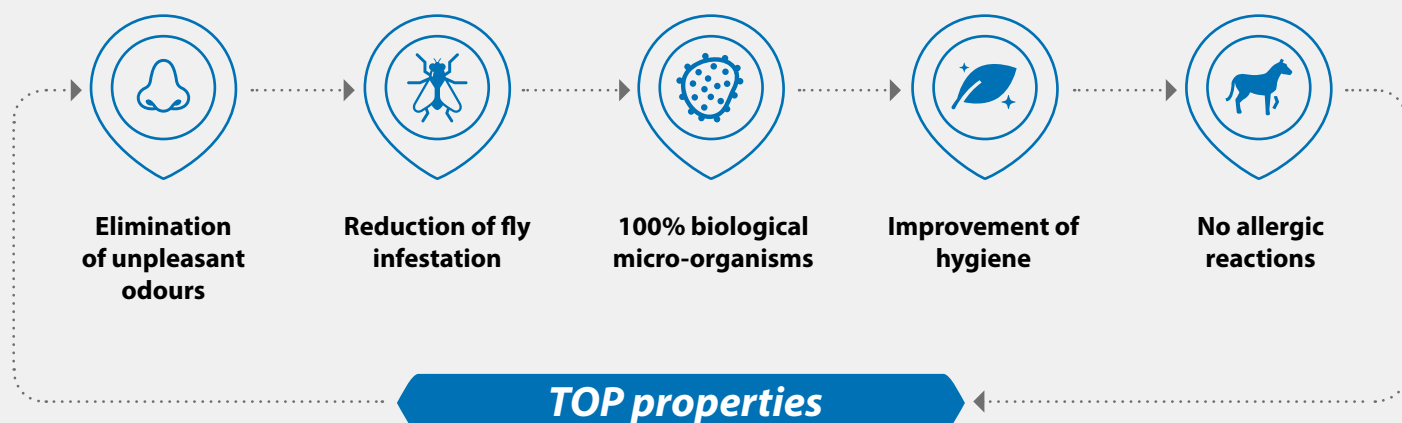 Elimination
of unpleasant
odours
Reduction of fly
infestation
100% biological
micro-organisms
Improvement of
hygiene
No allergic
reactions
TOP properties